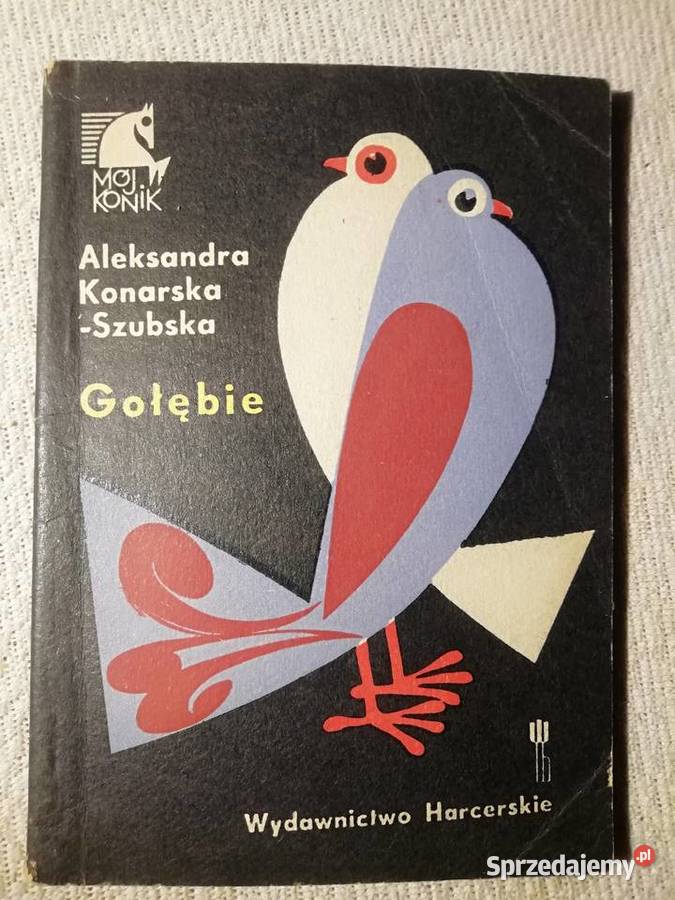 MÓJ
KONIK
Aleksandra
Konarska
-Szubska
Gołębie
Wydawnictwo Harcerskie
Sprzedajemy.pl